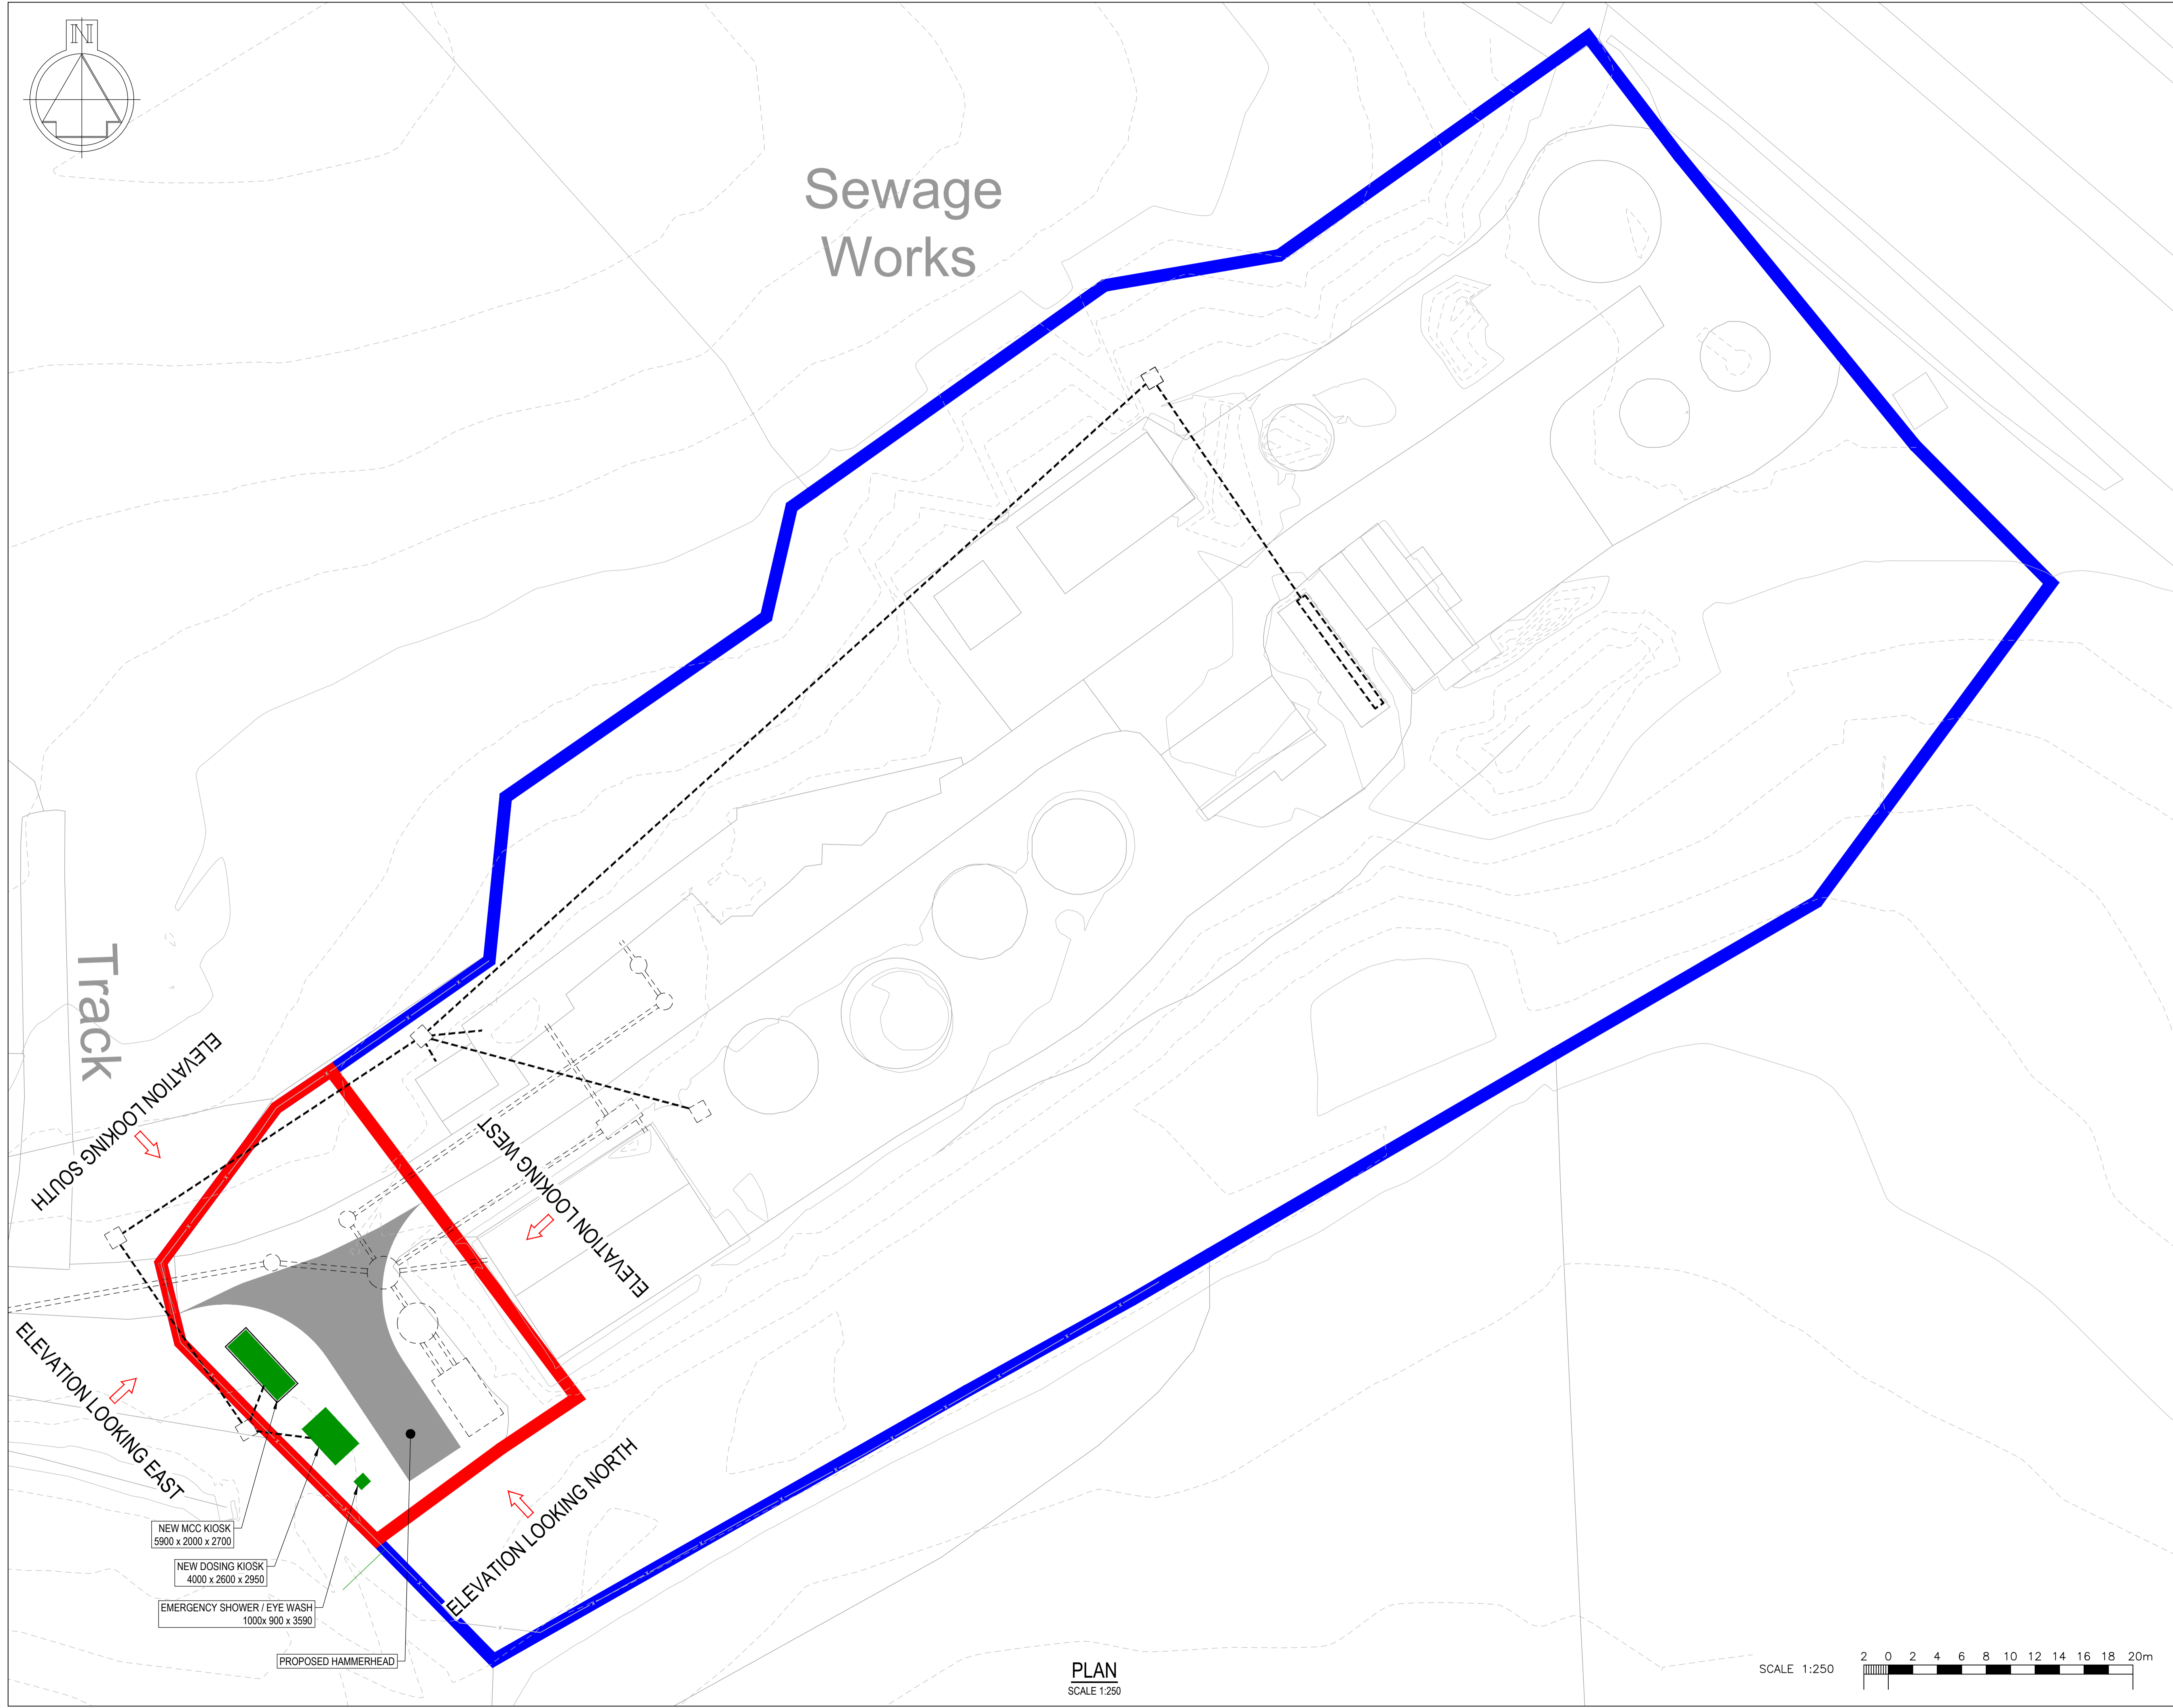 N
Sewage
Works
Track
ELEVATION LOOKING SOUTH
ELEVATION LOOKING WEST
ELEVATION LOOKING EAST
ELEVATION LOOKING NORTH
NEW MCC KIOSK
5900 x 2000 x 2700
NEW DOSING KIOSK
4000 x 2600 x 2950
EMERGENCY SHOWER / EYE WASH
1000x 900 x 3590
PROPOSED HAMMERHEAD
PLAN
SCALE 1:250
SCALE 1:250
2 0 2 4 6 8 10 12 14 16 18 20m